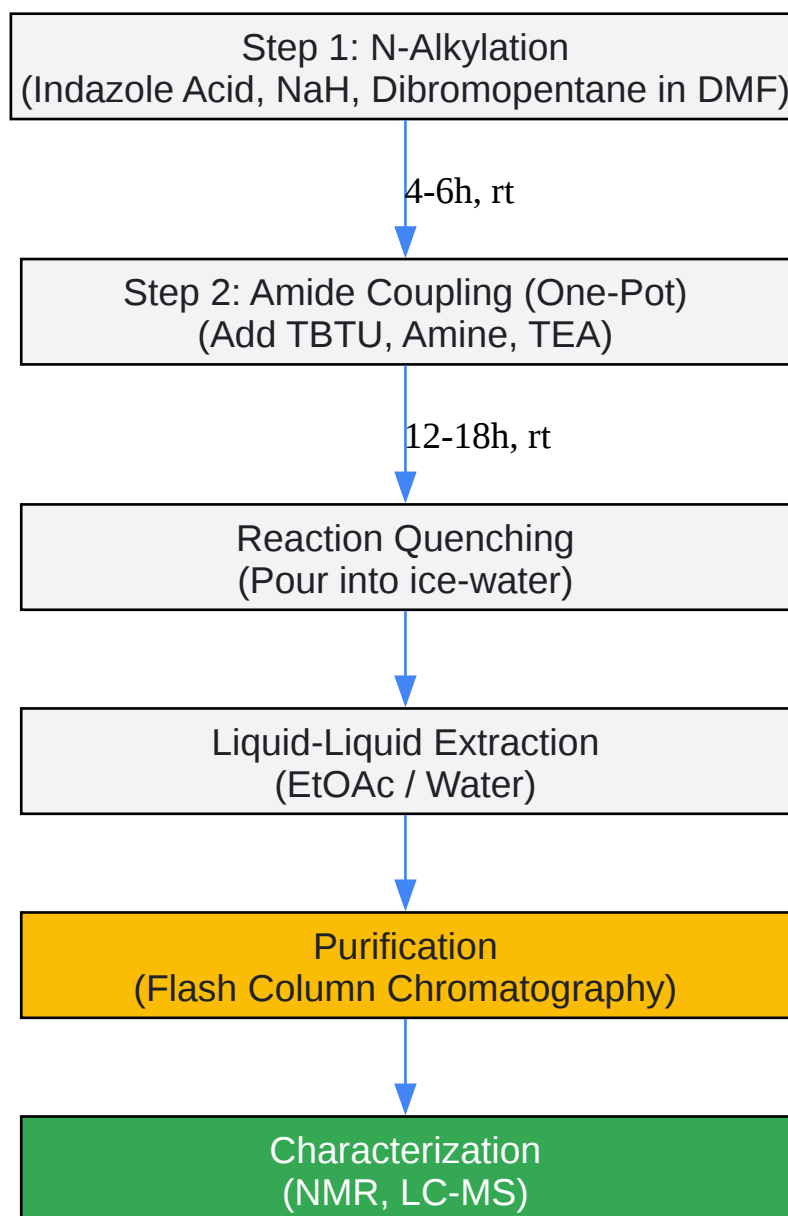 Step 1: N-Alkylation
(Indazole Acid, NaH, Dibromopentane in DMF)
4-6h, rt
Step 2: Amide Coupling (One-Pot)
(Add TBTU, Amine, TEA)
12-18h, rt
Reaction Quenching
(Pour into ice-water)
Liquid-Liquid Extraction
(EtOAc / Water)
Purification
(Flash Column Chromatography)
Characterization
(NMR, LC-MS)